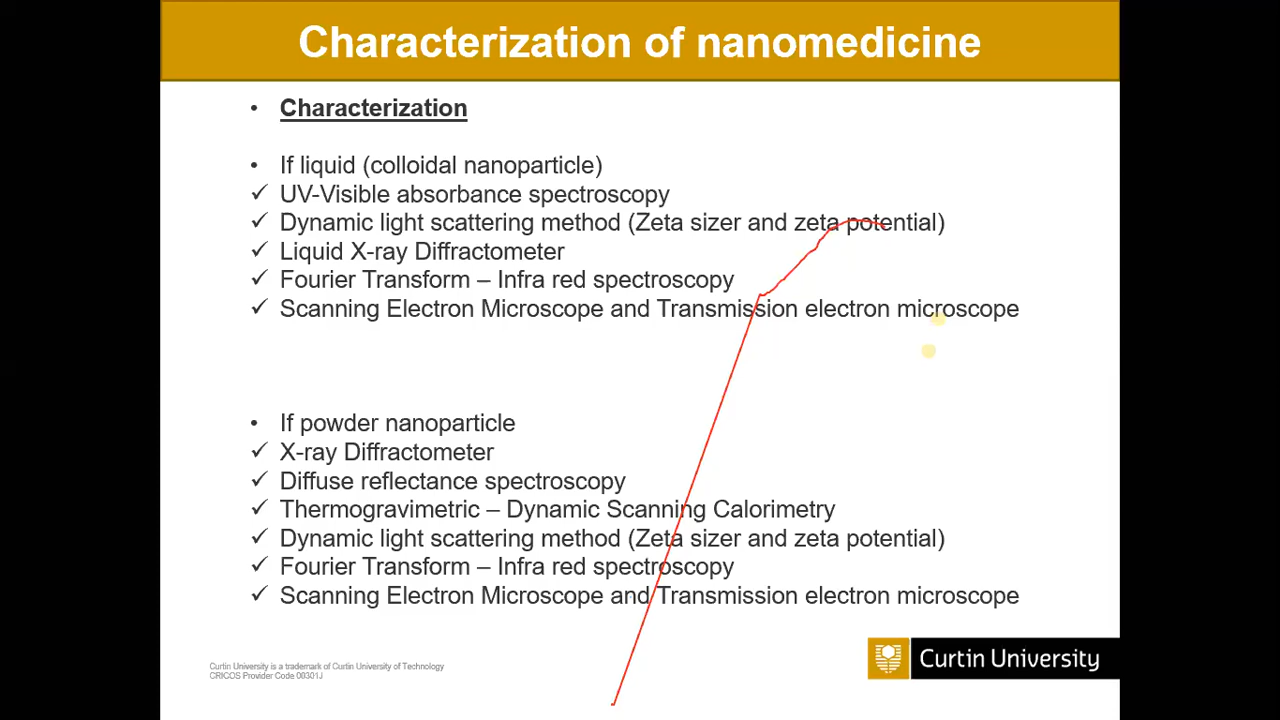 Characterization of nanomedicine
• Characterization
• If liquid (colloidal nanoparticle)
✓ UV-Visible absorbance spectroscopy
✓ Dynamic light scattering method (Zeta sizer and zeta potential)
✓ Liquid X-ray Diffractometer
✓ Fourier Transform – Infra red spectroscopy
✓ Scanning Electron Microscope and Transmission electron microscope
• If powder nanoparticle
✓ X-ray Diffractometer
✓ Diffuse reflectance spectroscopy
✓ Thermogravimetric – Dynamic Scanning Calorimetry
✓ Dynamic light scattering method (Zeta sizer and zeta potential)
✓ Fourier Transform – Infra red spectroscopy
✓ Scanning Electron Microscope and Transmission electron microscope
Curtin University is a trademark of Curtin University of Technology
CRICOS Provider Code 00301J
Curtin University